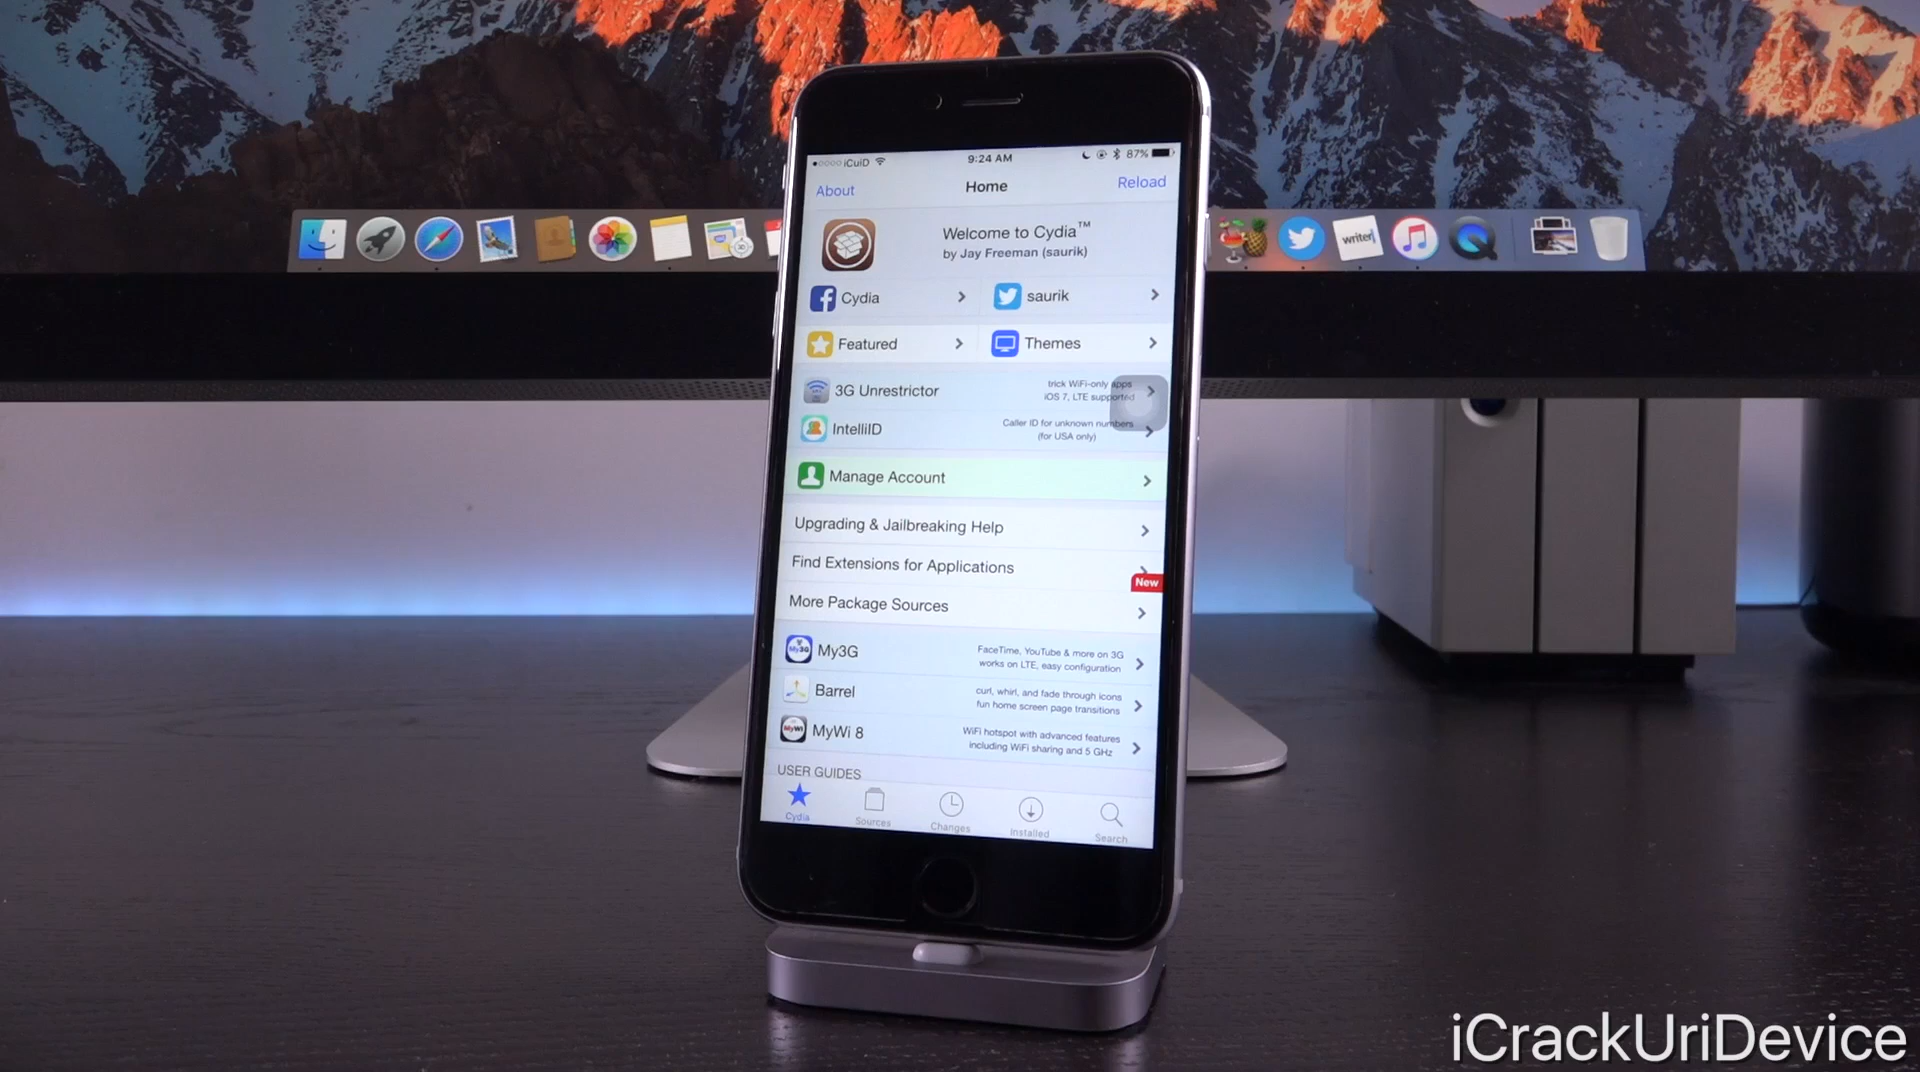 iCuiD
9:24 AM
87%
About
Home
Reload
Welcome to Cydia™
by Jay Freeman (saurik)
Cydia
saurik
Featured
Themes
3G Unrestrictor
trick WiFi-only apps
iOS 7, LTE supported
IntelliID
Caller ID for unknown numbers
(for USA only)
Manage Account
Upgrading & Jailbreaking Help
Find Extensions for Applications
New
More Package Sources
My3G
My3G
FaceTime, YouTube & more on 3G
works on LTE, easy configuration
Barrel
curl, whirl, and fade through icons
fun home screen page transitions
MyWi
MyWi 8
WiFi hotspot with advanced features
including WiFi sharing and 5 GHz
USER GUIDES
Cydia
Sources
Changes
Installed
Search
writer
iCrackUriDevice